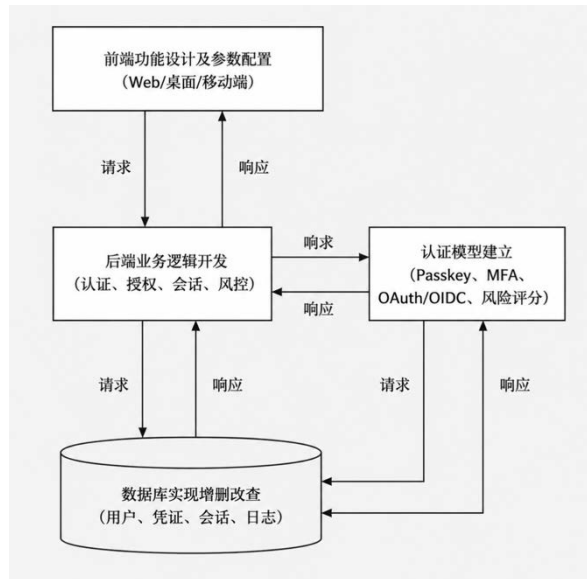 前端功能设计及参数配置
（Web/桌面/移动端）
请求
响应
后端业务逻辑开发
（认证、授权、会话、风控）
响求
响应
认证模型建立
（Passkey、MFA、
OAuth/OIDC、风险评分）
请求
响应
请求
响应
数据库实现增删改查
（用户、凭证、会话、日志）